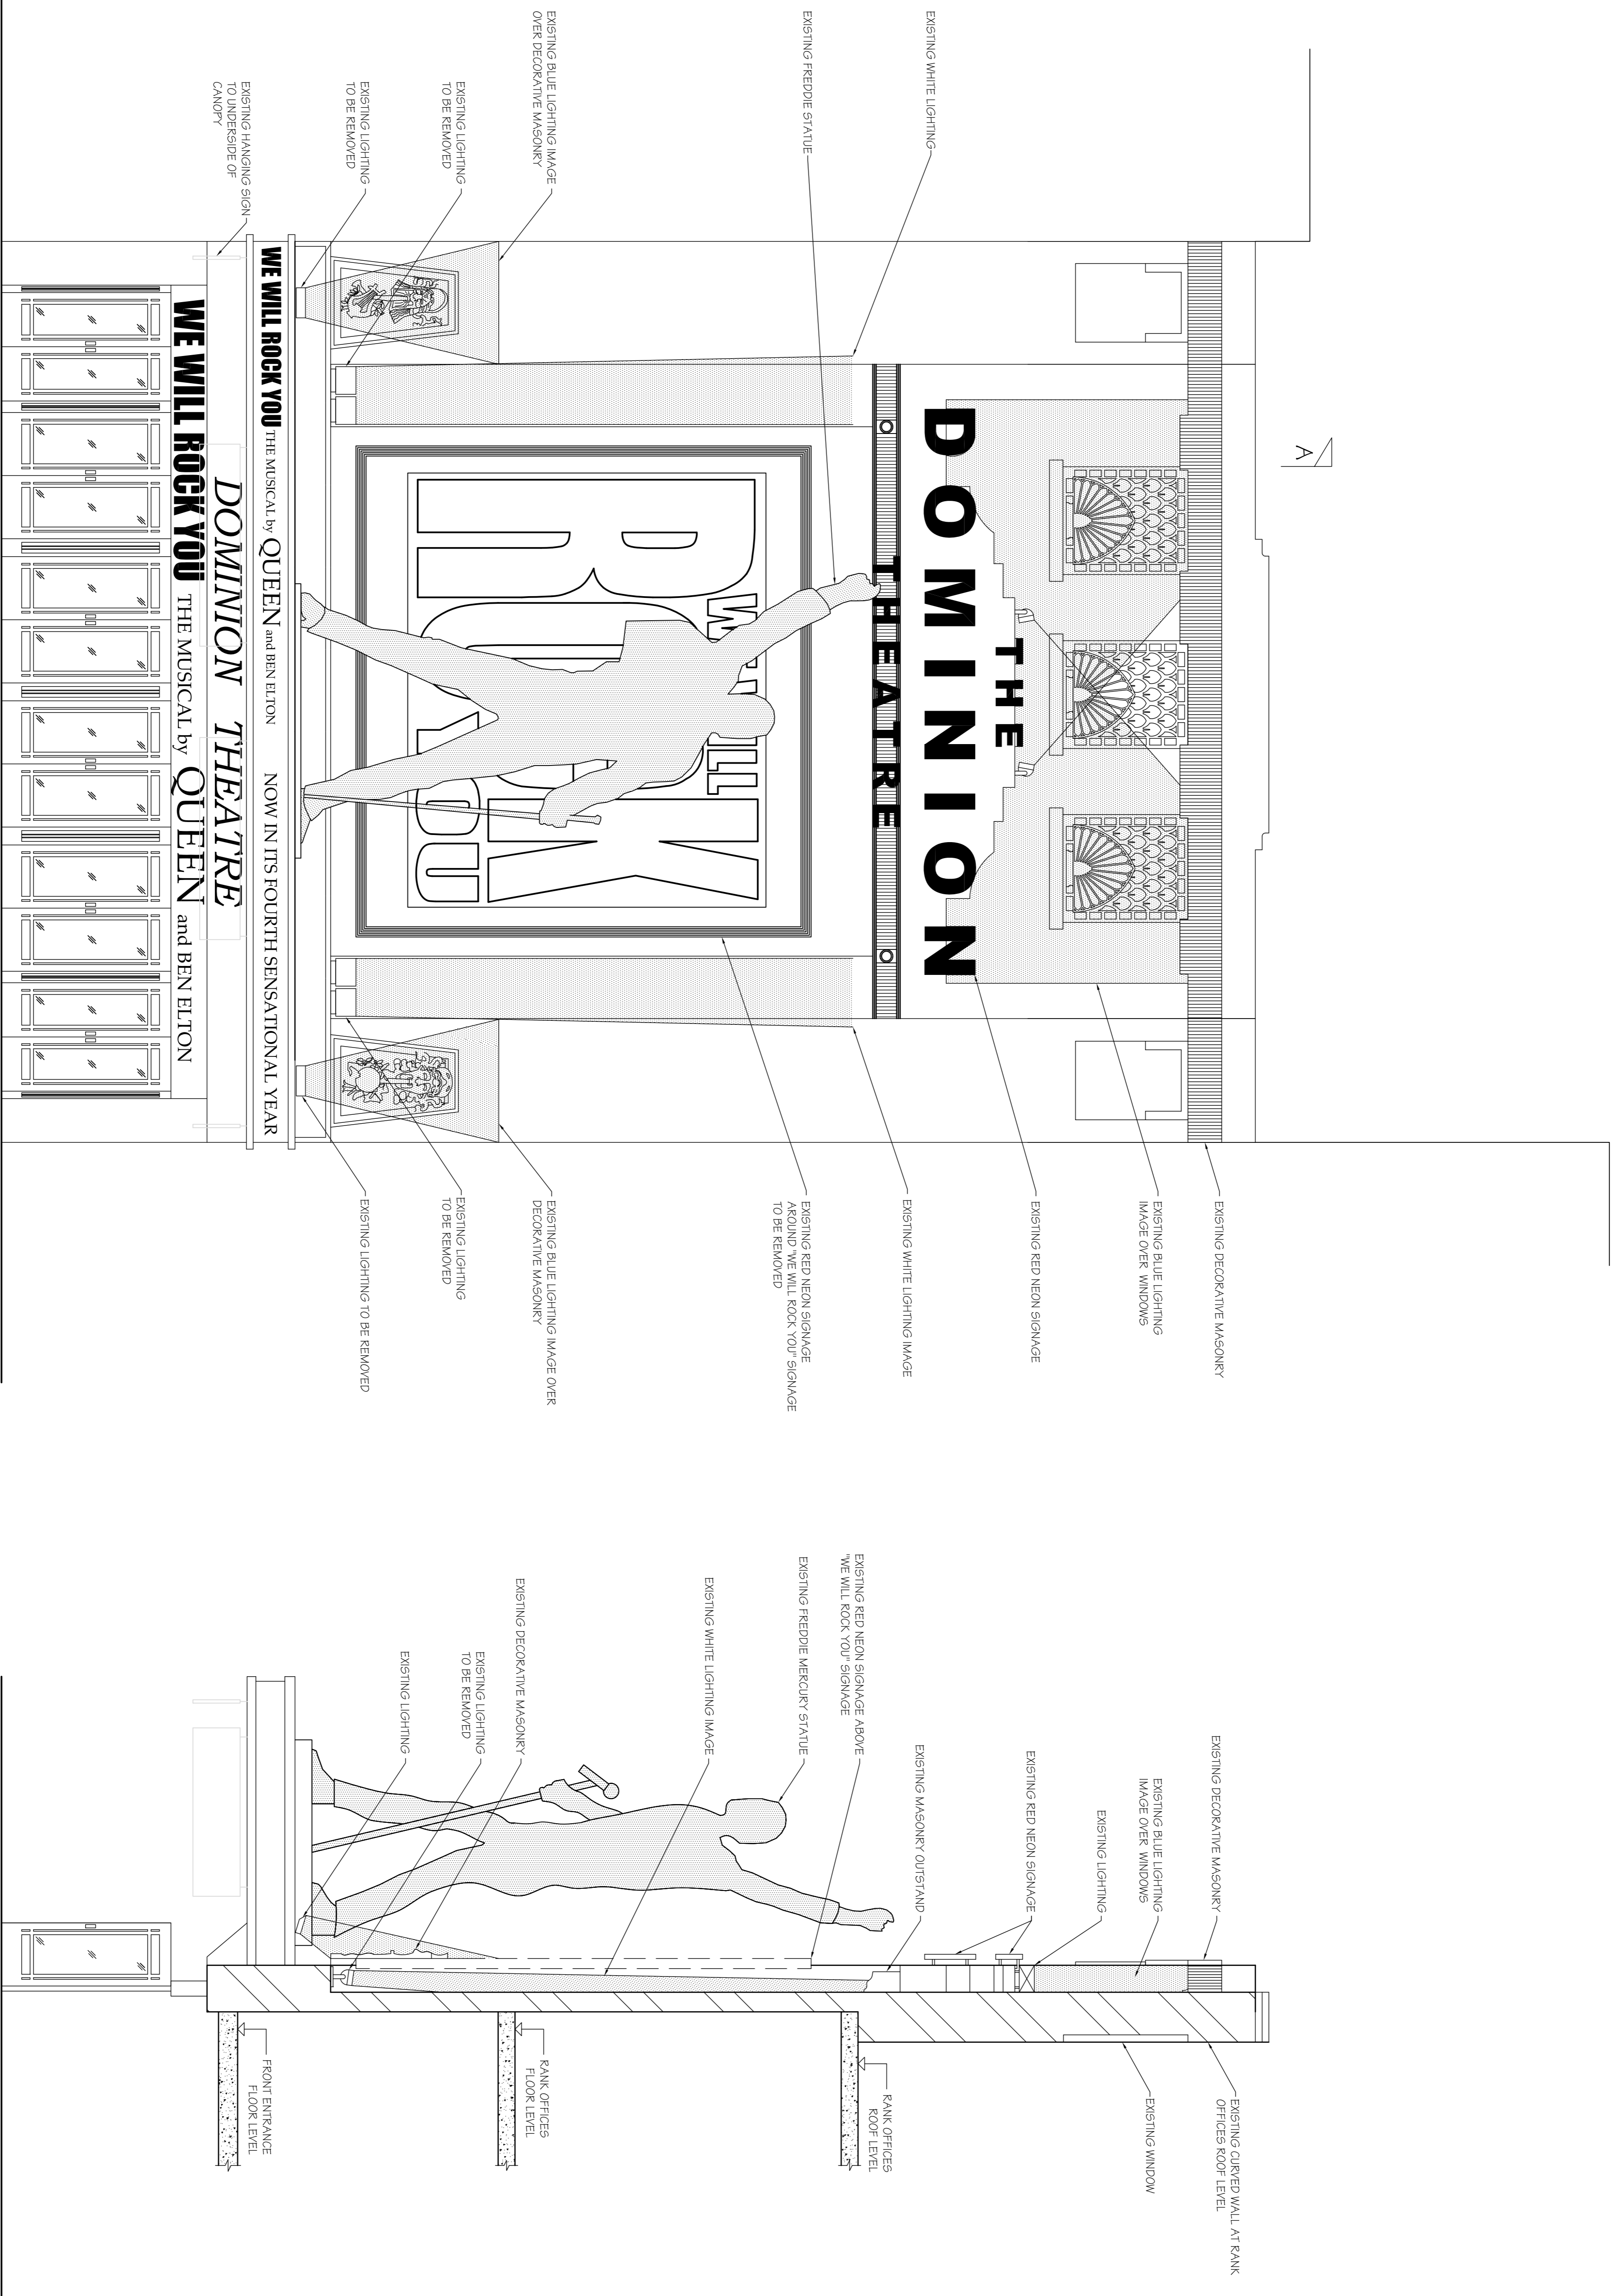 EXISTING WHITE LIGHTING
EXISTING FREDDIE STATUE
EXISTING BLUE LIGHTING IMAGE
OVER DECORATIVE MASONRY
EXISTING LIGHTING
TO BE REMOVED
EXISTING LIGHTING
TO BE REMOVED
EXISTING HANGING SIGN
TO UNDERSIDE OF
CANOPY
A
THE
DOMINION
THEATRE
WE WILL
ROCK
YOU
WE WILL ROCK YOU THE MUSICAL by QUEEN and BEN ELTON NOW IN ITS FOURTH SENSATIONAL YEAR
DOMINION THEATRE
WE WILL ROCK YOU THE MUSICAL by QUEEN and BEN ELTON
EXISTING DECORATIVE MASONRY
EXISTING BLUE LIGHTING
IMAGE OVER WINDOWS
EXISTING RED NEON SIGNAGE
EXISTING WHITE LIGHTING IMAGE
EXISTING RED NEON SIGNAGE
AROUND "WE WILL ROCK YOU" SIGNAGE
TO BE REMOVED
EXISTING BLUE LIGHTING IMAGE OVER
DECORATIVE MASONRY
EXISTING LIGHTING
TO BE REMOVED
EXISTING LIGHTING TO BE REMOVED
EXISTING DECORATIVE MASONRY
EXISTING BLUE LIGHTING
IMAGE OVER WINDOWS
EXISTING LIGHTING
EXISTING RED NEON SIGNAGE
EXISTING MASONRY OUTSTAND
EXISTING RED NEON SIGNAGE ABOVE
"WE WILL ROCK YOU" SIGNAGE
EXISTING FREDDIE MERCURY STATUE
EXISTING WHITE LIGHTING IMAGE
EXISTING DECORATIVE MASONRY
EXISTING LIGHTING
TO BE REMOVED
EXISTING LIGHTING
EXISTING CURVED WALL AT RANK
OFFICES ROOF LEVEL
EXISTING WINDOW
RANK OFFICES
ROOF LEVEL
RANK OFFICES
FLOOR LEVEL
FRONT ENTRANCE
FLOOR LEVEL